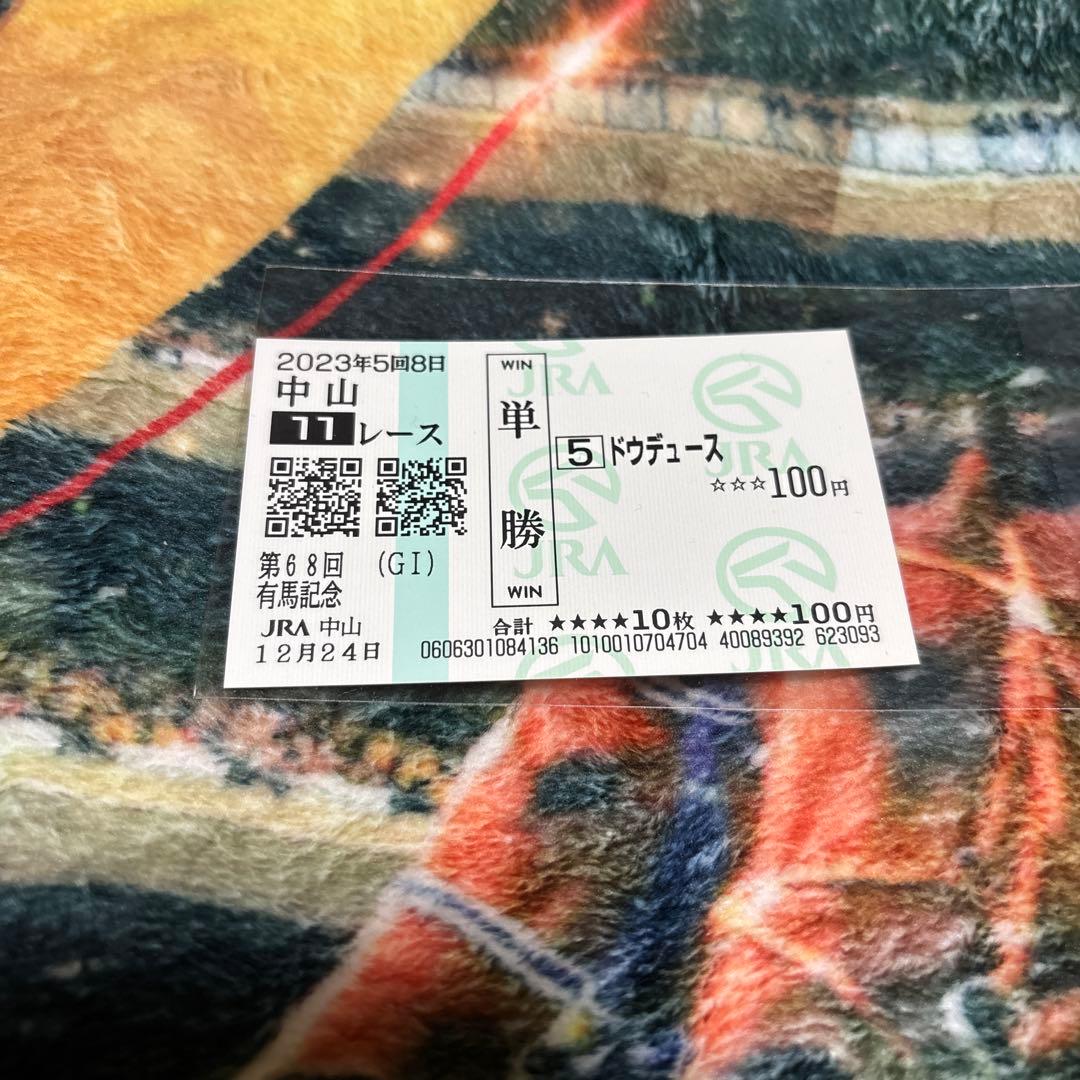 2023年5回8日
中山
11レース
第68回 (GI)
有馬記念
JRA 中山
12月24日
WIN
単勝
WIN
5 ドウデュース
☆☆☆100円
合計 ★★★★10枚 ★★★★100円
0606301084136 1010010704704 40089392 623093
JRA
JRA
JRA
JRA